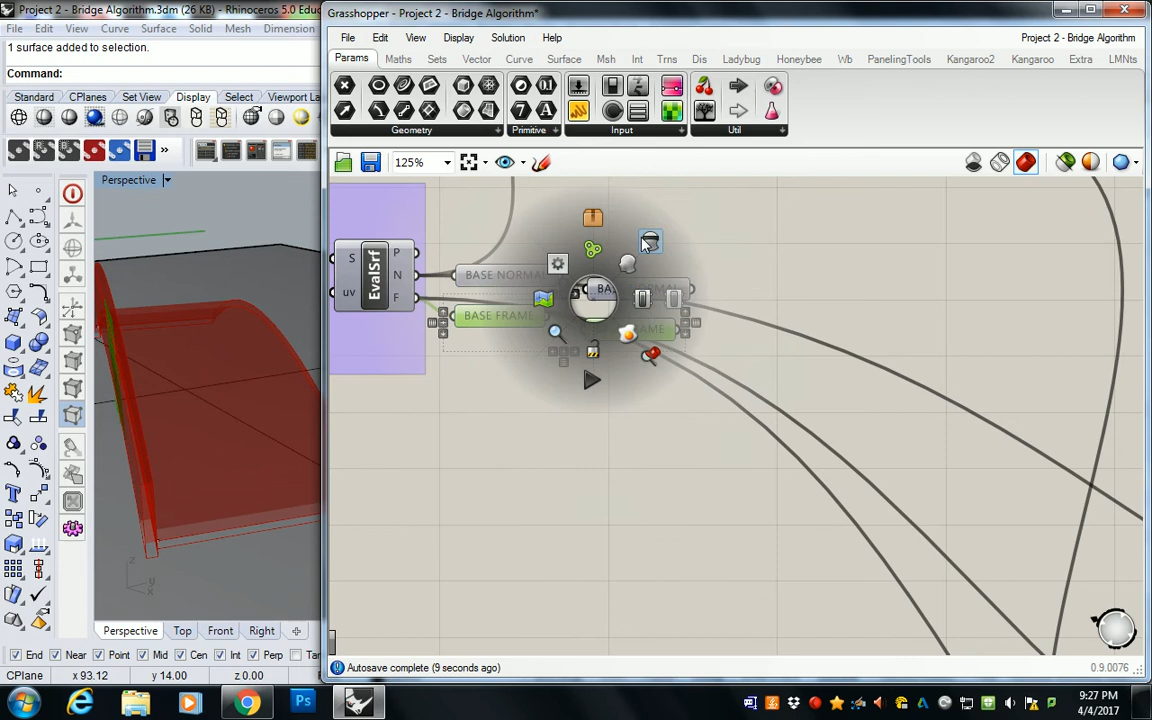 Project 2 - Bridge Algorithm.3dm (26 KB) - Rhinoceros 5.0 Educ
File Edit View Curve Surface Solid Mesh Dimension
1 surface added to selection.
Command:
Standard CPlanes Set View Display Select Viewport La
Perspective
z
y
x
Perspective Top Front Right
End Near Point Mid Cen Int Perp Tan
CPlane x 93.12 y 14.00 z 0.00
Grasshopper - Project 2 - Bridge Algorithm*
File Edit View Display Solution Help
Project 2 - Bridge Algorithm
Params Maths Sets Vector Curve Surface Msh Int Trns Dis Ladybug Honeybee Wb PanelingTools Kangaroo2 Kangaroo Extra LMNts
Geometry Primitive Input Util
125%
S uv EvalSrf P N F
BASE NORMAL
BASE FRAME
Autosave complete (9 seconds ago)
0.9.0076
Ps
9:27 PM
4/4/2017